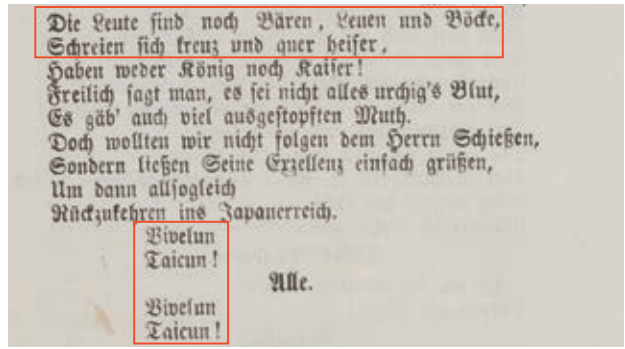 Die Leute sind noch Bären, Leuen und Böcke,
Schreien sich kreuz und quer heiser,
Haben weder König noch Kaiser!
Freilich sagt man, es sei nicht alles urchig's Blut,
Es gäb' auch viel ausgestopften Muth.
Doch wollten wir nicht folgen dem Herrn Schießen,
Sondern ließen Seine Exzellenz einfach grüßen,
Um dann allsogleich
Rückzukehren ins Japanerreich.
Vivelun
Taicun!
Alle.
Vivelun
Taicun!